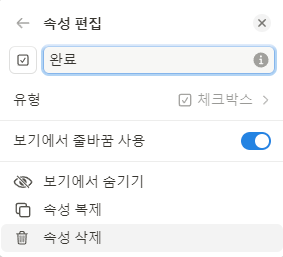 속성 편집
완료
유형
체크박스
보기에서 줄바꿈 사용
보기에서 숨기기
속성 복제
속성 삭제